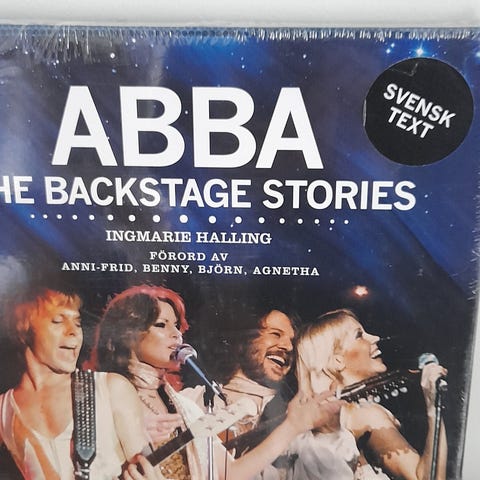 ABBA
SVENSK
TEXT
HE BACKSTAGE STORIES
INGMARIE HALLING
FÖRORD AV
ANNI-FRID, BENNY, BJÖRN, AGNETHA